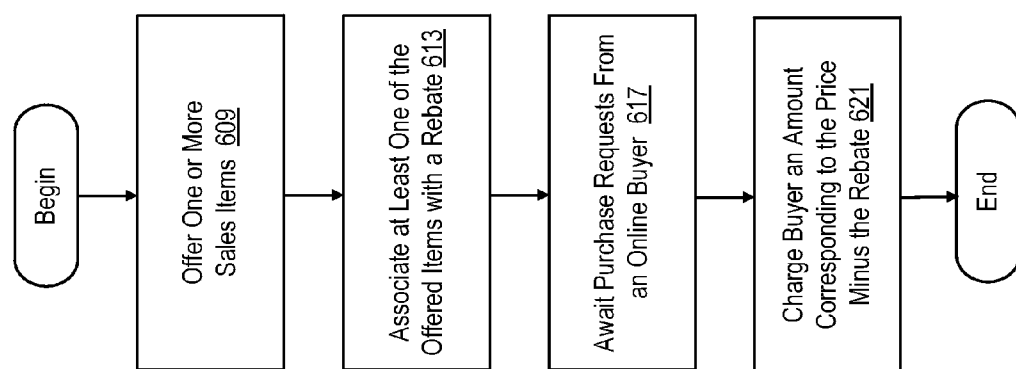 Begin
Offer One or More
Sales Items 609
Associate at Least One of the
Offered Items with a Rebate 613
Await Purchase Requests From
an Online Buyer 617
Charge Buyer an Amount
Corresponding to the Price
Minus the Rebate 621
End